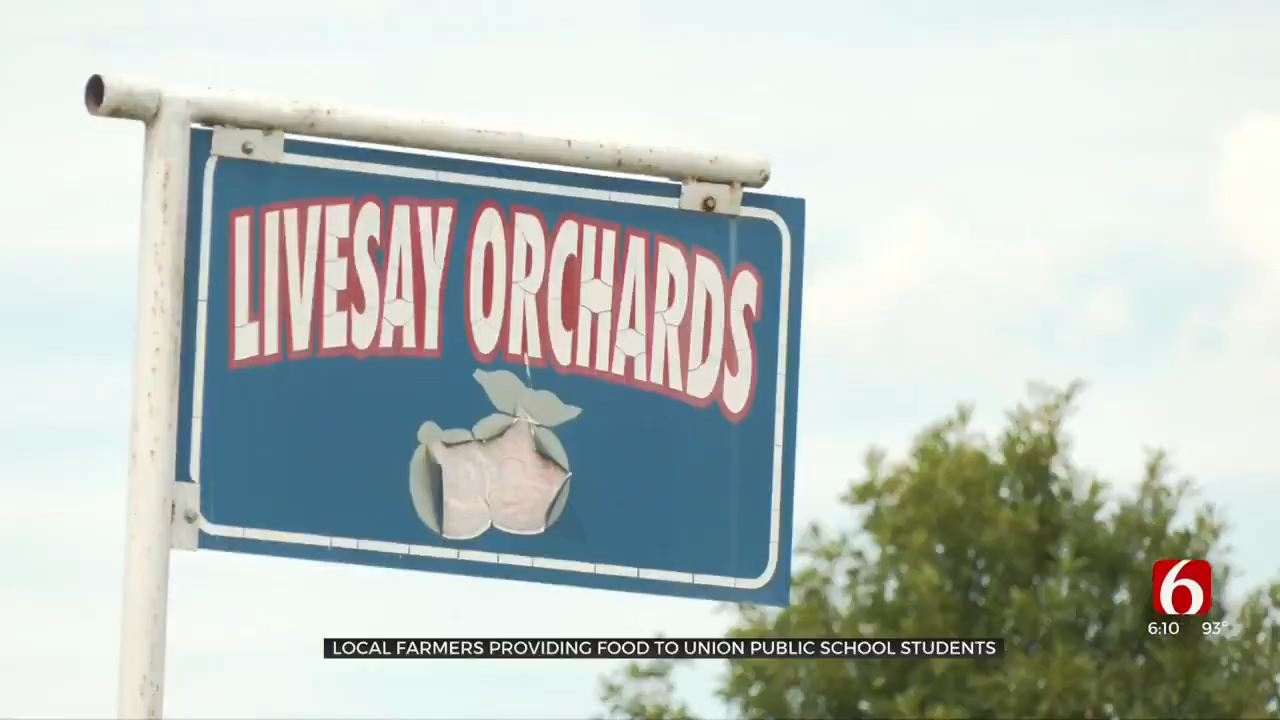 LIVESAY ORCHARDS
6
6:10 93°
LOCAL FARMERS PROVIDING FOOD TO UNION PUBLIC SCHOOL STUDENTS